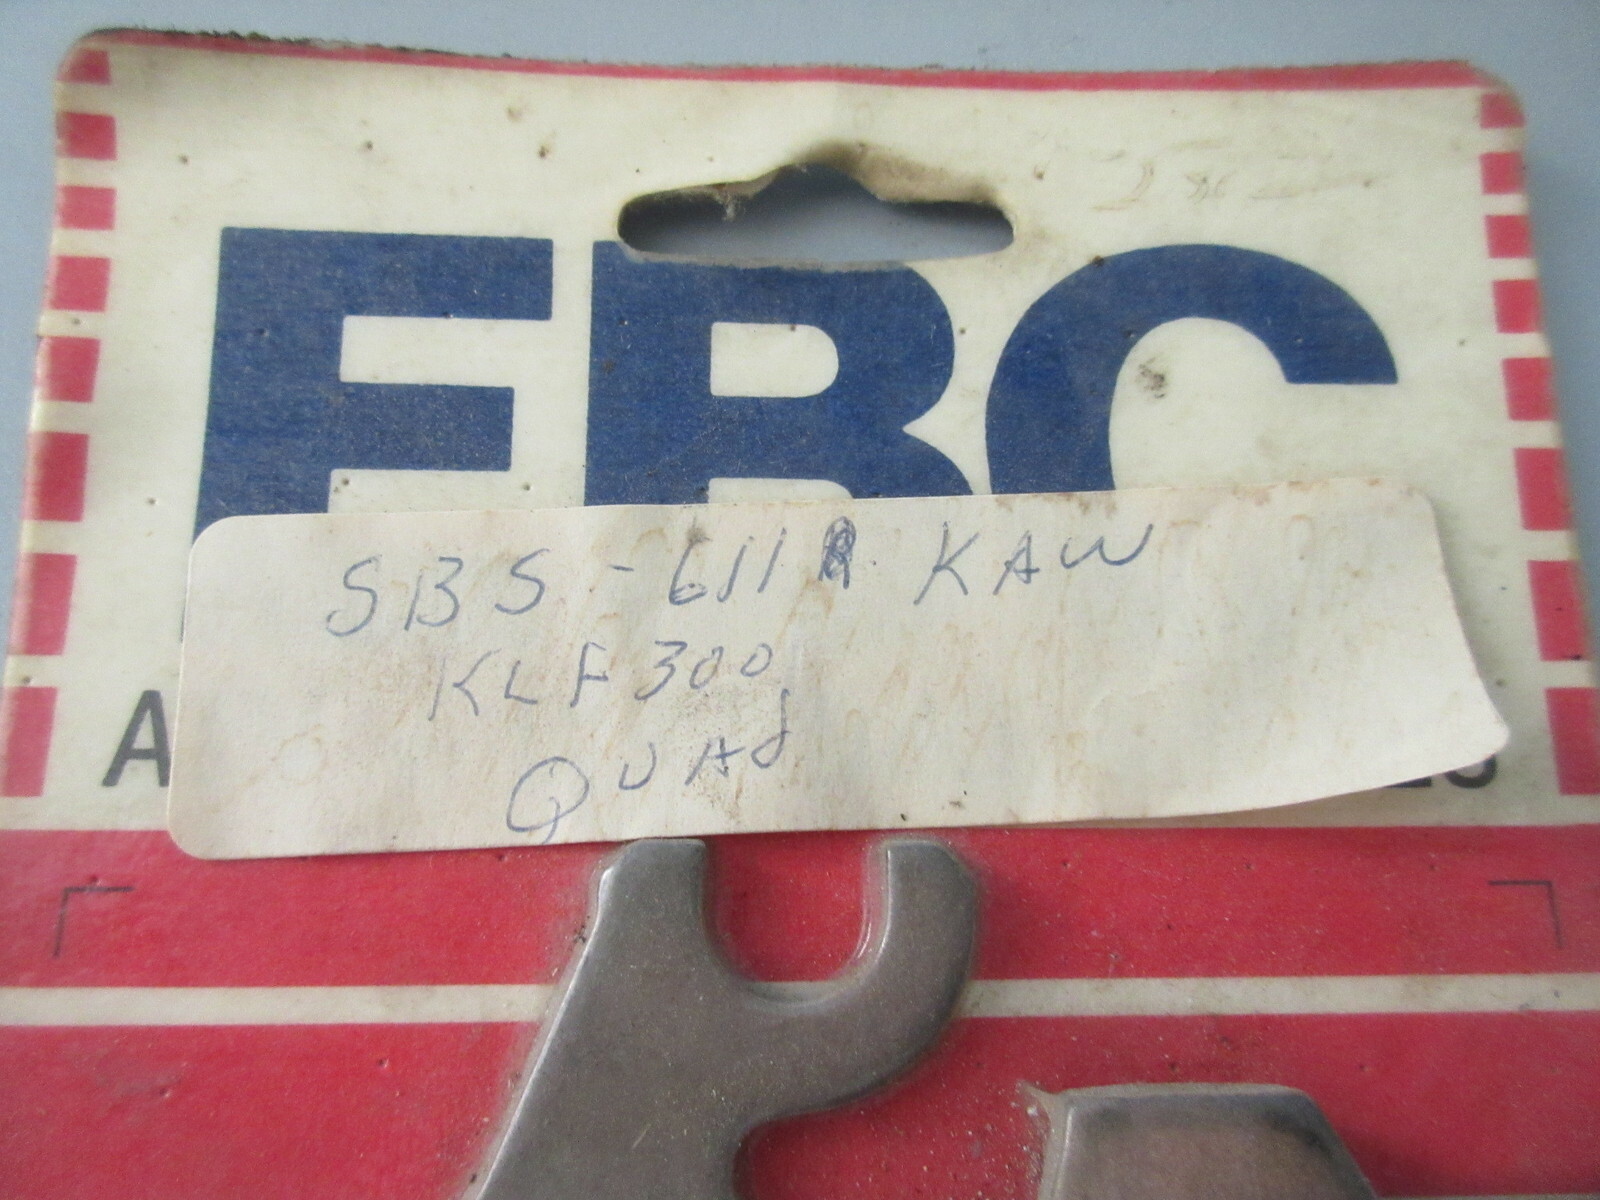 EBC
SBS-611 KAW
KLF300
QUAd